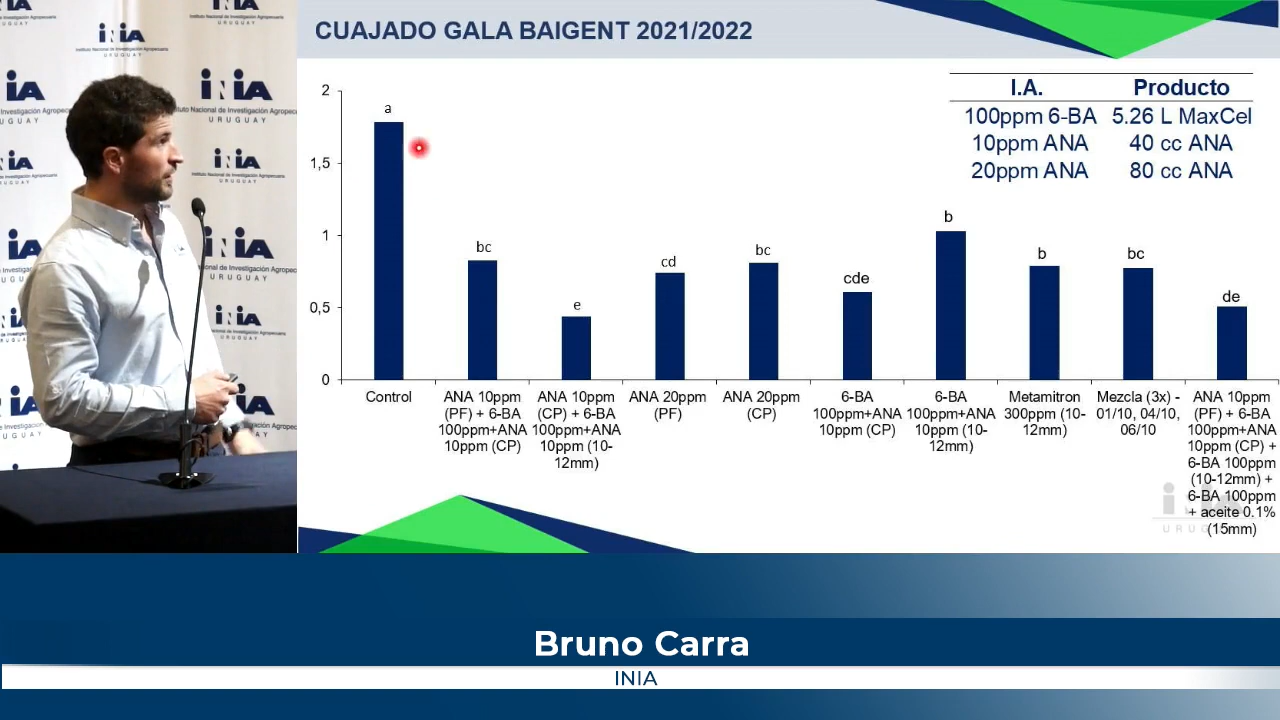 CUAJADO GALA BAIGENT 2021/2022
I.A. Producto
100ppm 6-BA 5.26 L MaxCel
10ppm ANA 40 cc ANA
20ppm ANA 80 cc ANA
2
1,5
1
0,5
0
a
bc
e
cd
bc
cde
b
b
bc
de
Control
ANA 10ppm
(PF) + 6-BA
100ppm+ANA
10ppm (CP)
ANA 10ppm
(CP) + 6-BA
100ppm+ANA
10ppm (10-
12mm)
ANA 20ppm
(PF)
ANA 20ppm
(CP)
6-BA
100ppm+ANA
10ppm (CP)
6-BA
100ppm+ANA
10ppm (10-
12mm)
Metamitron
300ppm (10-
12mm)
Mezcla (3x) -
01/10, 04/10,
06/10
ANA 10ppm
(PF) + 6-BA
100ppm+ANA
10ppm (CP) +
6-BA 100ppm
(10-12mm) +
6-BA 100ppm
+ aceite 0.1%
(15mm)
INIA
Instituto Nacional de Investigación Agropecuaria
URUGUAY
Bruno Carra
INIA